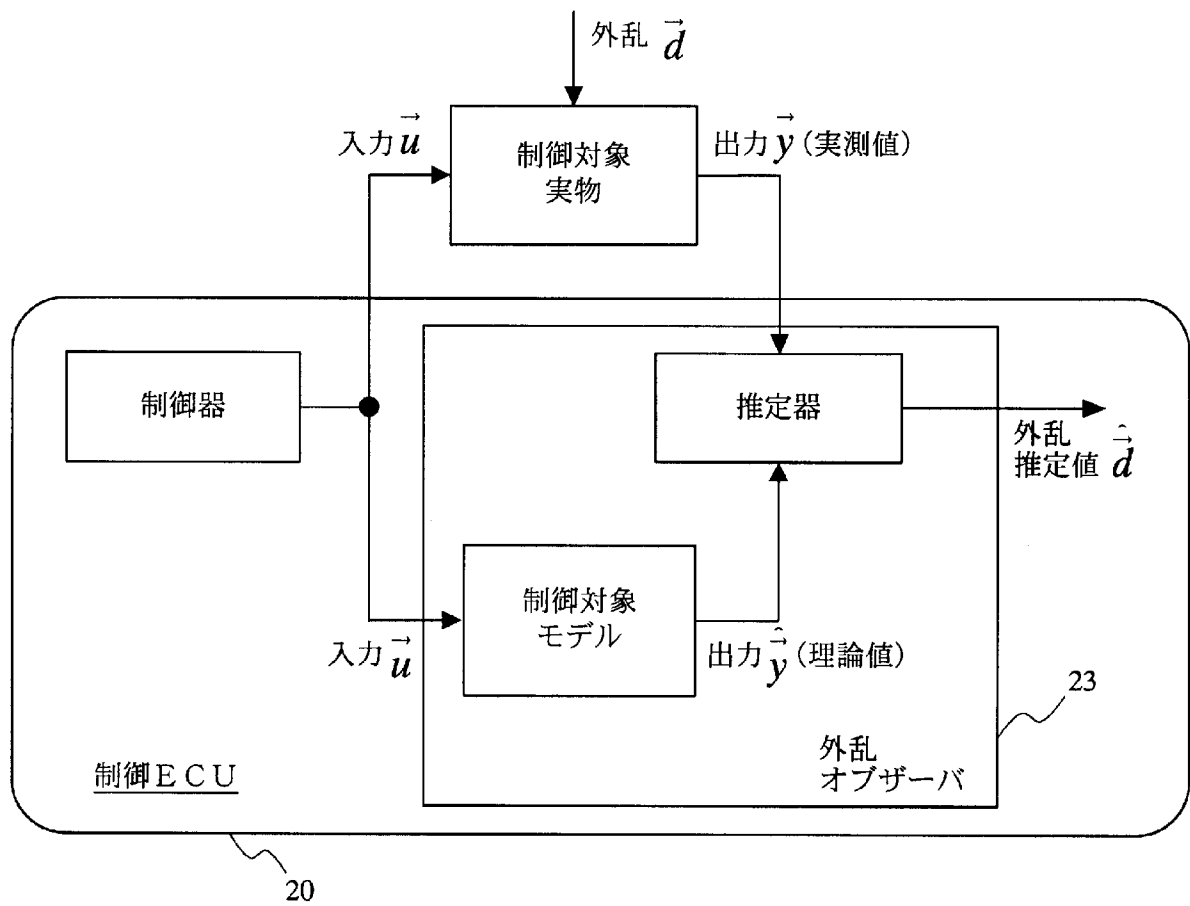 外乱 d⃗
入力 u⃗
制御対象
実物
出力 y⃗ (実測値)
制御器
推定器
外乱
推定値 d⃗̂
制御対象
モデル
入力 u⃗
出力 y⃗̂ (理論値)
23
外乱
オブザーバ
制御ECU
20